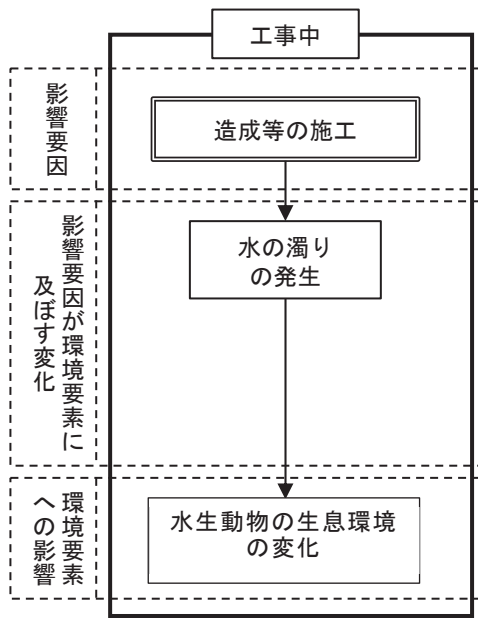 工事中
影響要因
造成等の施工
影響要因が環境要素に
及ぼす変化
水の濁り
の発生
環境要素
への影響
水生動物の生息環境
の変化